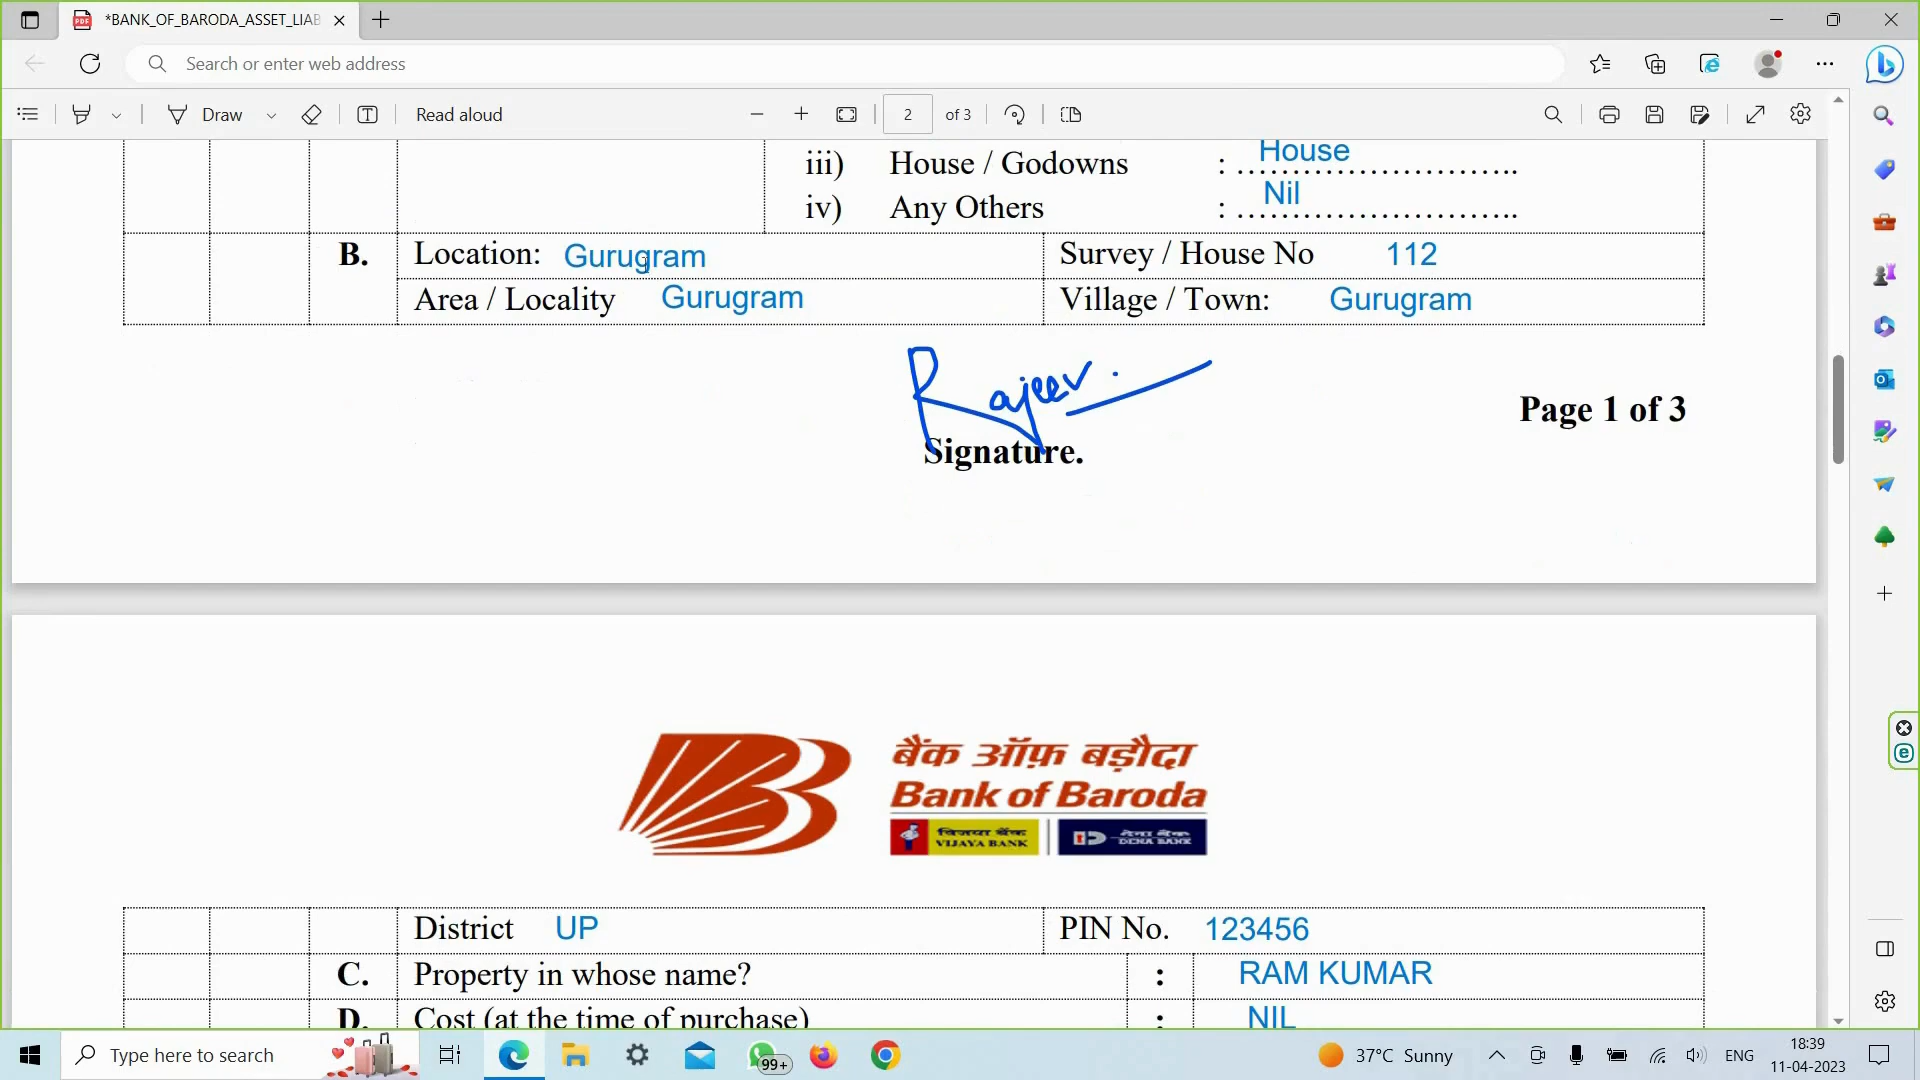 *BANK_OF_BARODA_ASSET_LIAB
Search or enter web address
Draw
Read aloud
2 of 3
iii) House / Godowns : ............................ House
iv) Any Others : ............................ Nil
B. Location: Gurugram Survey / House No 112
Area / Locality Gurugram Village / Town: Gurugram
Rajeev.
Page 1 of 3
Signature.
बैंक ऑफ़ बड़ौदा
Bank of Baroda
विजया बैंक
VIJAYA BANK
देना बैंक
DENA BANK
District UP PIN No. 123456
C. Property in whose name? : RAM KUMAR
D. Cost (at the time of purchase) : NIL
Type here to search
99+
37°C Sunny
ENG
18:39
11-04-2023